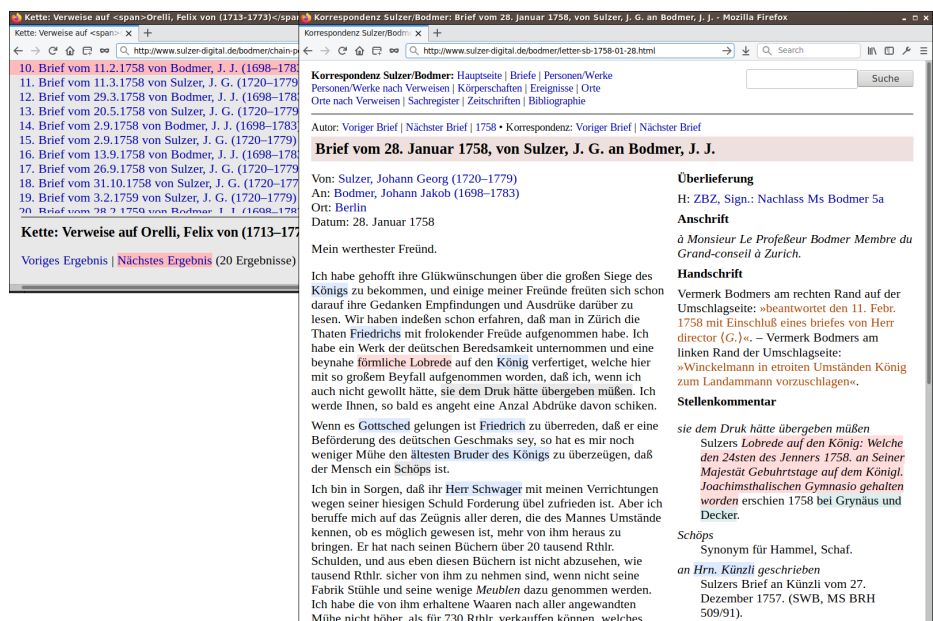 Kette: Verweise auf <span>Orelli, Felix von (1713-1773)</spa
Kette: Verweise auf <span>
http://www.sulzer-digital.de/bodmer/chain-p
10. Brief vom 11.2.1758 von Bodmer, J. J. (1698–178
11. Brief vom 11.3.1758 von Sulzer, J. G. (1720–1779
12. Brief vom 29.3.1758 von Bodmer, J. J. (1698–178
13. Brief vom 20.5.1758 von Sulzer, J. G. (1720–1779
14. Brief vom 2.9.1758 von Bodmer, J. J. (1698–1783
15. Brief vom 2.9.1758 von Sulzer, J. G. (1720–1779)
16. Brief vom 13.9.1758 von Bodmer, J. J. (1698–178
17. Brief vom 26.9.1758 von Sulzer, J. G. (1720–1779
18. Brief vom 31.10.1758 von Sulzer, J. G. (1720–177
19. Brief vom 3.2.1759 von Sulzer, J. G. (1720–1779)
20. Brief vom 28.2.1759 von Bodmer, J. J. (1698–178
Kette: Verweise auf Orelli, Felix von (1713–177
Voriges Ergebnis | Nächstes Ergebnis (20 Ergebnisse)
Korrespondenz Sulzer/Bodmer: Brief vom 28. Januar 1758, von Sulzer, J. G. an Bodmer, J. J. - Mozilla Firefox
Korrespondenz Sulzer/Bodm
http://www.sulzer-digital.de/bodmer/letter-sb-1758-01-28.html
Search
Korrespondenz Sulzer/Bodmer: Hauptseite | Briefe | Personen/Werke
Personen/Werke nach Verweisen | Körperschaften | Ereignisse | Orte
Orte nach Verweisen | Sachregister | Zeitschriften | Bibliographie
Suche
Autor: Voriger Brief | Nächster Brief | 1758 • Korrespondenz: Voriger Brief | Nächster Brief
Brief vom 28. Januar 1758, von Sulzer, J. G. an Bodmer, J. J.
Von: Sulzer, Johann Georg (1720–1779)
An: Bodmer, Johann Jakob (1698–1783)
Ort: Berlin
Datum: 28. Januar 1758
Mein werthester Freünd.
Ich habe gehofft ihre Glükwünschungen über die großen Siege des
Königs zu bekommen, und einige meiner Freünde freüten sich schon
darauf ihre Gedanken Empfindungen und Ausdrüke darüber zu
lesen. Wir haben indeßen schon erfahren, daß man in Zürich die
Thaten Friedrichs mit frolokender Freüde aufgenommen habe. Ich
habe ein Werk der deütschen Beredsamkeit unternommen und eine
beynahe förmliche Lobrede auf den König verfertiget, welche hier
mit so großem Beyfall aufgenommen worden, daß ich, wenn ich
auch nicht gewollt hätte, sie dem Druk hätte übergeben müßen. Ich
werde Ihnen, so bald es angeht eine Anzal Abdrüke davon schiken.
Wenn es Gottsched gelungen ist Friedrich zu überreden, daß er eine
Beförderung des deütschen Geschmaks sey, so hat es mir noch
weniger Mühe den ältesten Bruder des Königs zu überzeügen, daß
der Mensch ein Schöps ist.
Ich bin in Sorgen, daß ihr Herr Schwager mit meinen Verrichtungen
wegen seiner hiesigen Schuld Forderung übel zufrieden ist. Aber ich
beruffe mich auf das Zeügnis aller deren, die des Mannes Umstände
kennen, ob es möglich gewesen ist, mehr von ihm heraus zu
bringen. Er hat nach seinen Büchern über 20 tausend Rthlr.
Schulden, und aus eben diesen Büchern ist nicht abzusehen, wie
tausend Rthlr. sicher von ihm zu nehmen sind, wenn nicht seine
Fabrik Stühle und seine wenige Meublen dazu genommen werden.
Ich habe die von ihm erhaltene Waaren nach aller angewandten
Mühe nicht höher, als für 730 Rthlr. verkauffen können, welches
Überlieferung
H: ZBZ, Sign.: Nachlass Ms Bodmer 5a
Anschrift
à Monsieur Le Profeßeur Bodmer Membre du
Grand-conseil à Zurich.
Handschrift
Vermerk Bodmers am rechten Rand auf der
Umschlagseite: »beantwortet den 11. Febr.
1758 mit Einschluß eines briefes von Herr
director ⟨G.⟩«. – Vermerk Bodmers am
linken Rand der Umschlagseite:
»Winckelmann in etroiten Umständen König
zum Landammann vorzuschlagen«.
Stellenkommentar
sie dem Druk hätte übergeben müßen
Sulzers Lobrede auf den König: Welche
den 24sten des Jenners 1758. an Seiner
Majestät Gebuhrtstage auf dem Königl.
Joachimsthalischen Gymnasio gehalten
worden erschien 1758 bei Grynäus und
Decker.
Schöps
Synonym für Hammel, Schaf.
an Hrn. Künzli geschrieben
Sulzers Brief an Künzli vom 27.
Dezember 1757. (SWB, MS BRH
509/91).